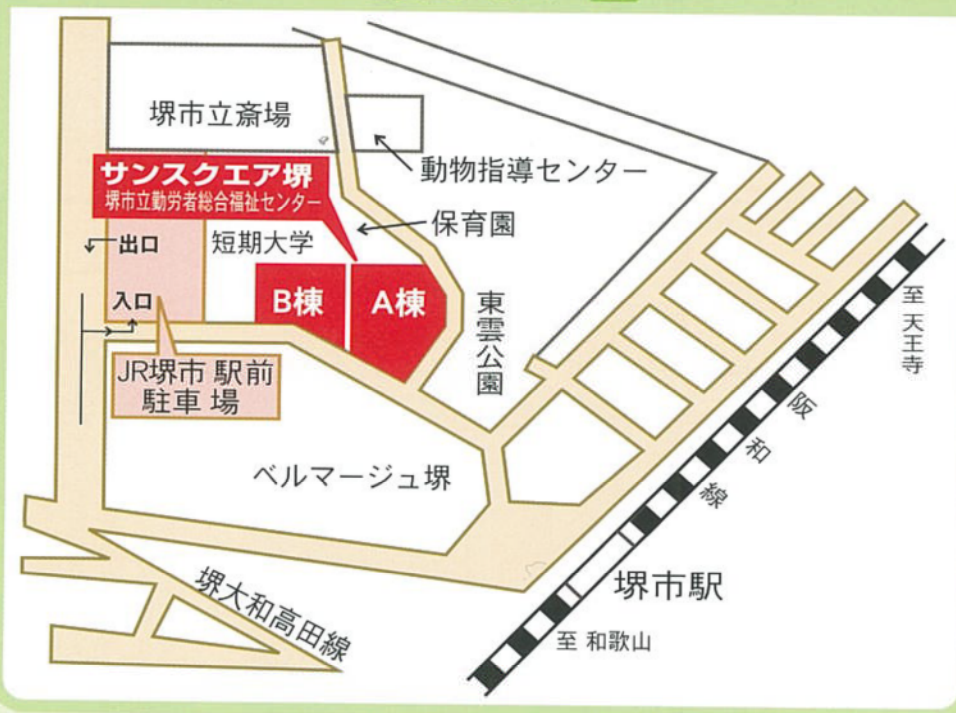 堺市立斎場
動物指導センター
サンスクエア堺
堺市立勤労者総合福祉センター
保育園
短期大学
出口
入口
B棟
A棟
東雲公園
JR堺市 駅前
駐車 場
ベルマージュ堺
至 天王寺
阪和線
堺市駅
至 和歌山
堺大和高田線